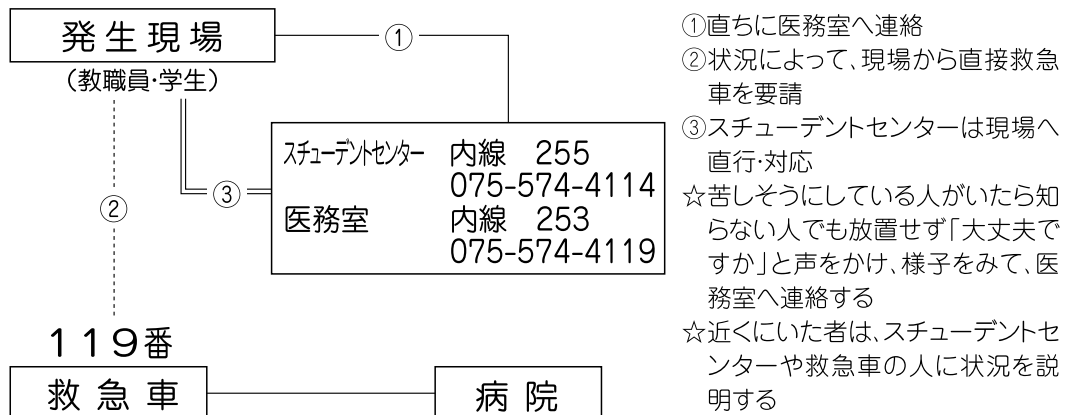 発生現場
(教職員・学生)
①
②
③
スチューデントセンター 内線 255
075-574-4114
医務室 内線 253
075-574-4119
119番
救急車
病院
①直ちに医務室へ連絡
②状況によって、現場から直接救急
車を要請
③スチューデントセンターは現場へ
直行・対応
☆苦しそうにしている人がいたら知
らない人でも放置せず「大丈夫で
すか」と声をかけ、様子をみて、医
務室へ連絡する
☆近くにいた者は、スチューデントセ
ンターや救急車の人に状況を説
明する